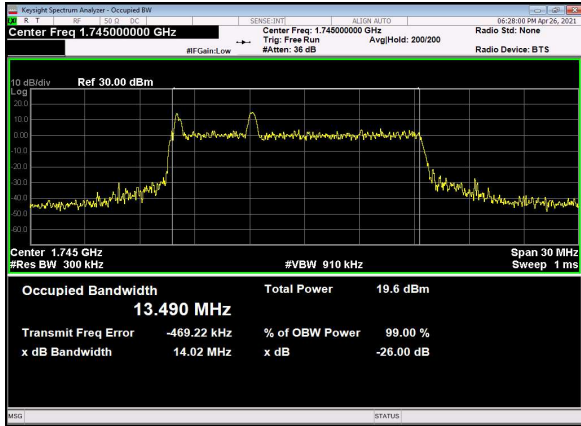 Keysight Spectrum Analyzer - Occupied BW
LXI R T RF 50 Ω DC SENSE:INT ALIGN AUTO 06:28:00 PM Apr 26, 2021
Center Freq 1.745000000 GHz Center Freq: 1.745000000 GHz Radio Std: None
Trig: Free Run Avg|Hold: 200/200
#IFGain:Low #Atten: 36 dB Radio Device: BTS
10 dB/div Ref 30.00 dBm
Log
20.0
10.0
0.00
-10.0
-20.0
-30.0
-40.0
-50.0
-60.0
Center 1.745 GHz Span 30 MHz
#Res BW 300 kHz #VBW 910 kHz Sweep 1 ms
Occupied Bandwidth Total Power 19.6 dBm
13.490 MHz
Transmit Freq Error -469.22 kHz % of OBW Power 99.00 %
x dB Bandwidth 14.02 MHz x dB -26.00 dB
MSG STATUS